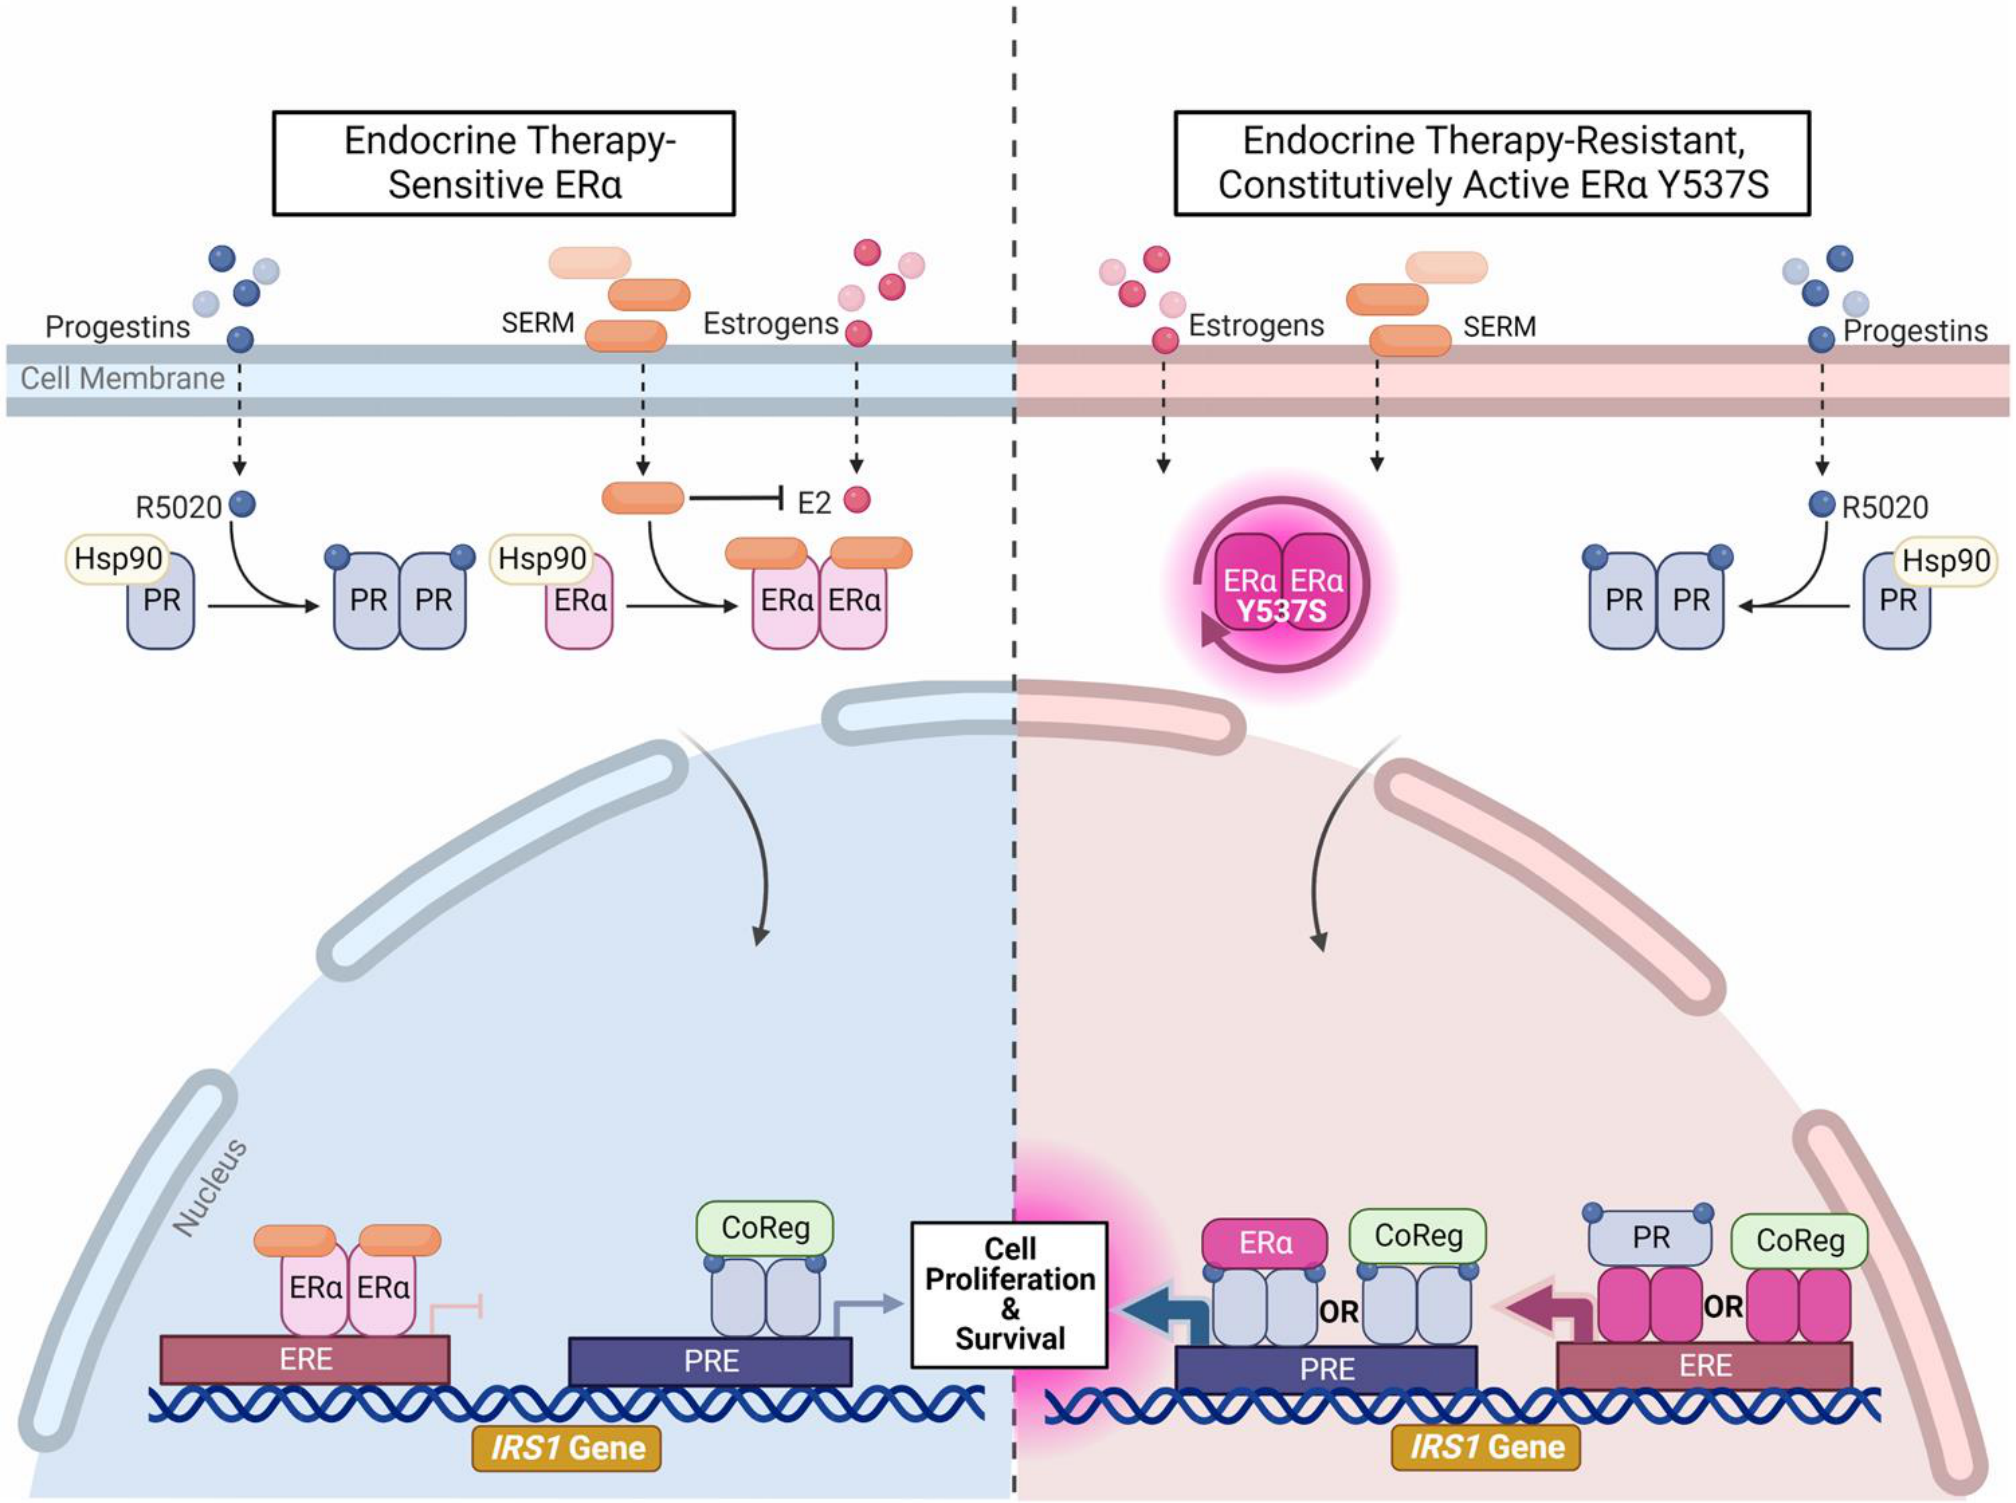 Endocrine Therapy-
Sensitive ERα
Endocrine Therapy-Resistant,
Constitutively Active ERα Y537S
Progestins
SERM
Estrogens
Estrogens
SERM
Progestins
Cell Membrane
R5020
E2
R5020
Hsp90
PR
PR PR
Hsp90
ERα
ERα ERα
ERα ERα
Y537S
PR PR
Hsp90
PR
Nucleus
ERα ERα
ERE
CoReg
PRE
Cell
Proliferation
&
Survival
ERα
CoReg
OR
PRE
PR
CoReg
OR
ERE
IRS1 Gene
IRS1 Gene